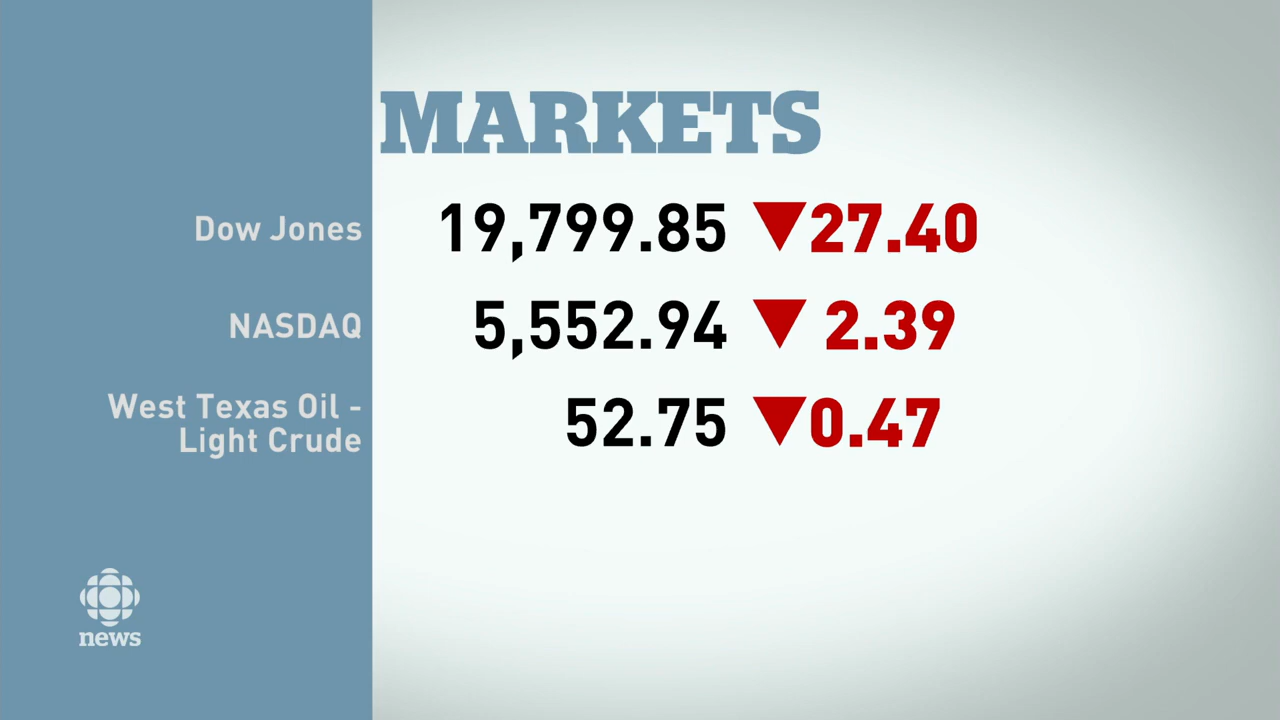 MARKETS
Dow Jones 19,799.85 ▼27.40
NASDAQ 5,552.94 ▼ 2.39
West Texas Oil -
Light Crude 52.75 ▼0.47
news